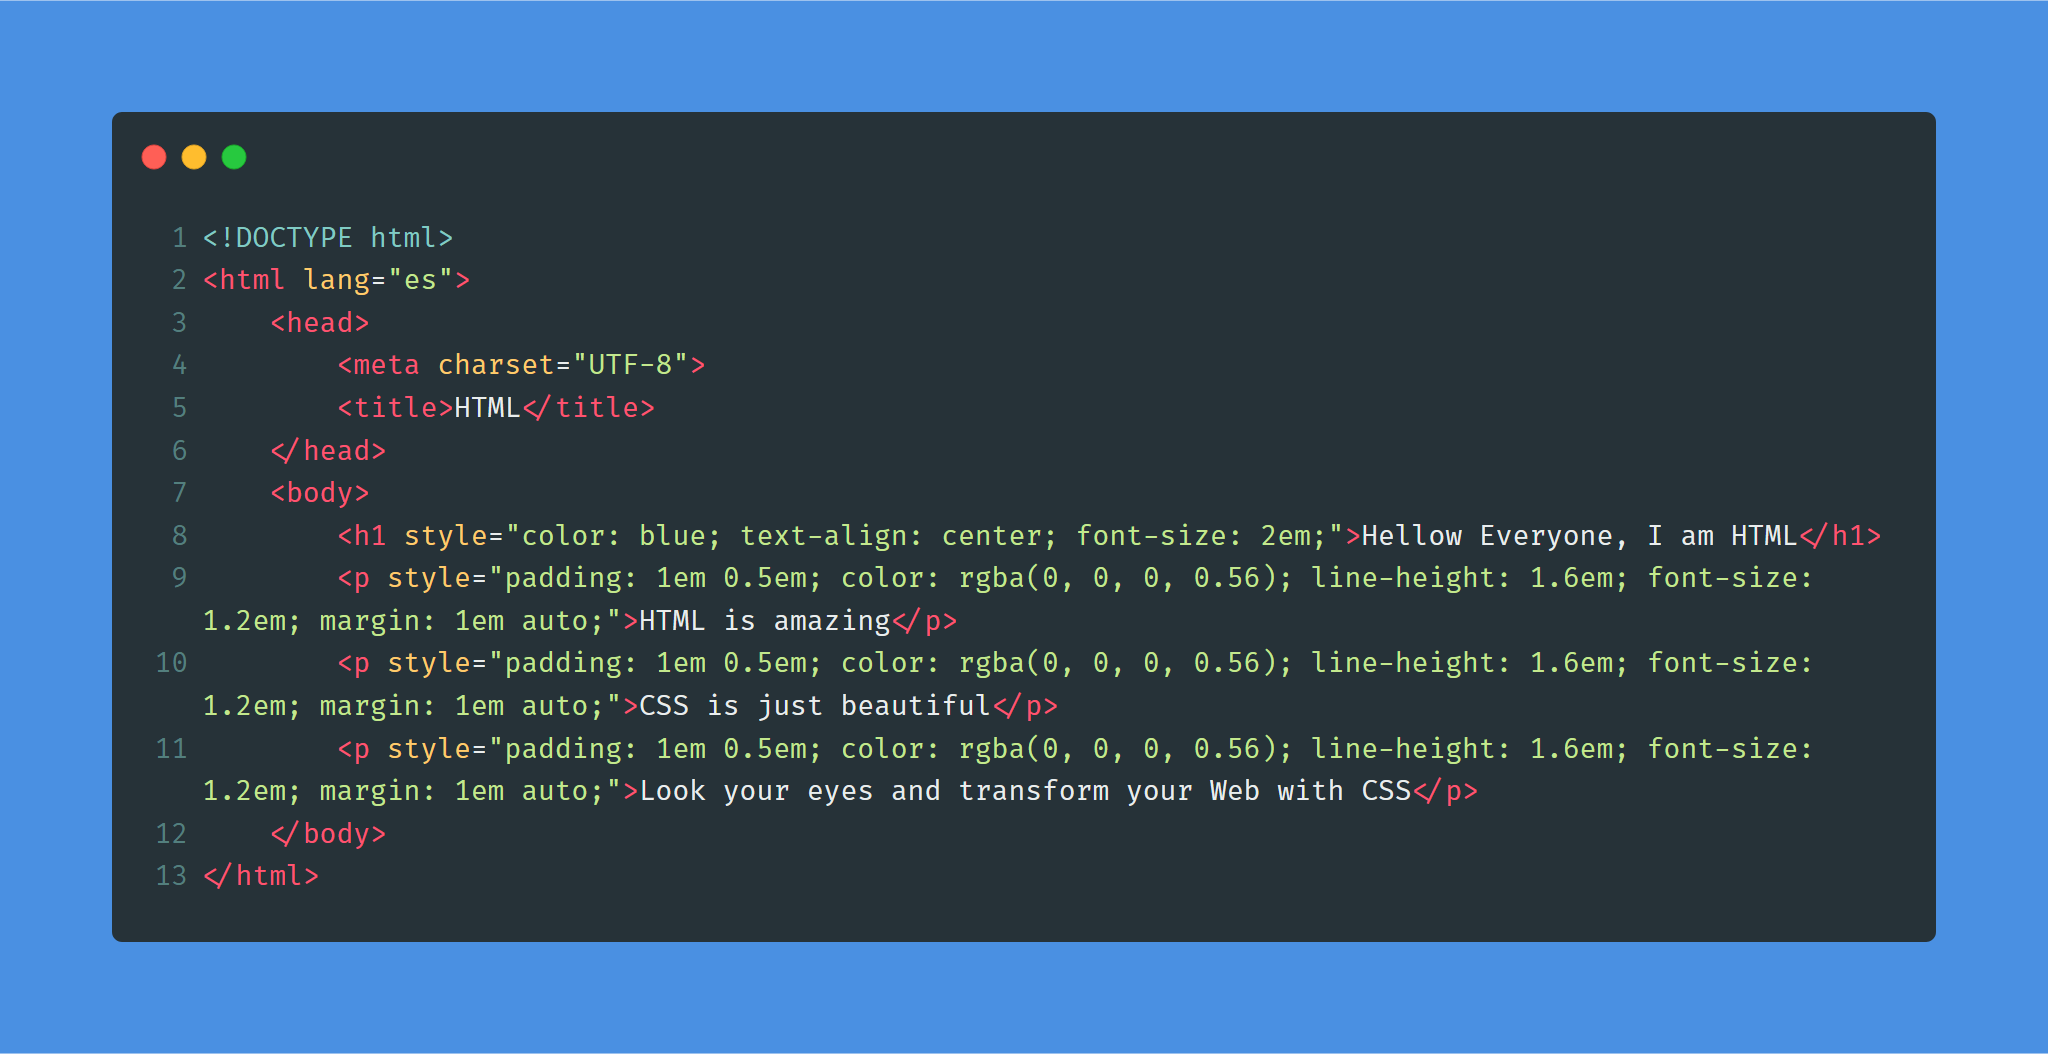 1 <!DOCTYPE html>
2 <html lang="es">
3     <head>
4         <meta charset="UTF-8">
5         <title>HTML</title>
6     </head>
7     <body>
8         <h1 style="color: blue; text-align: center; font-size: 2em;">Hellow Everyone, I am HTML</h1>
9         <p style="padding: 1em 0.5em; color: rgba(0, 0, 0, 0.56); line-height: 1.6em; font-size:
1.2em; margin: 1em auto;">HTML is amazing</p>
10         <p style="padding: 1em 0.5em; color: rgba(0, 0, 0, 0.56); line-height: 1.6em; font-size:
1.2em; margin: 1em auto;">CSS is just beautiful</p>
11         <p style="padding: 1em 0.5em; color: rgba(0, 0, 0, 0.56); line-height: 1.6em; font-size:
1.2em; margin: 1em auto;">Look your eyes and transform your Web with CSS</p>
12     </body>
13 </html>